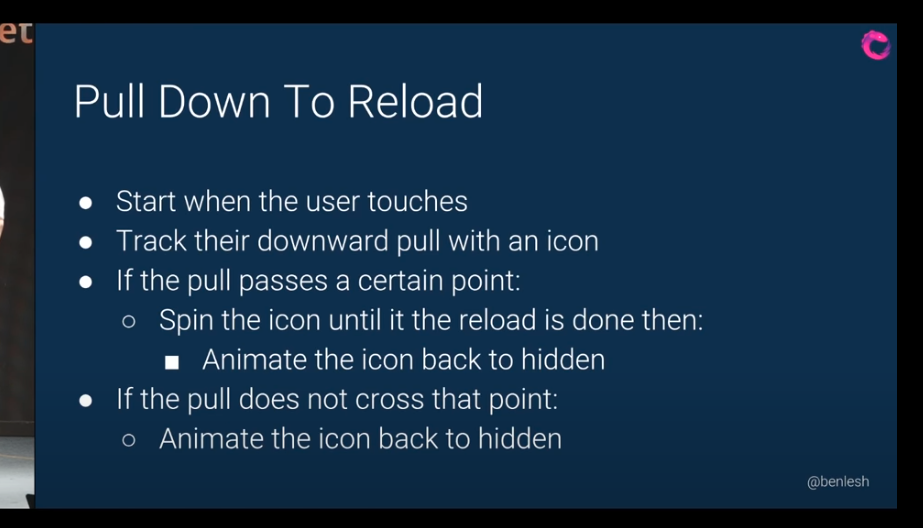 et
Pull Down To Reload
● Start when the user touches
● Track their downward pull with an icon
● If the pull passes a certain point:
○ Spin the icon until it the reload is done then:
■ Animate the icon back to hidden
● If the pull does not cross that point:
○ Animate the icon back to hidden
@benlesh